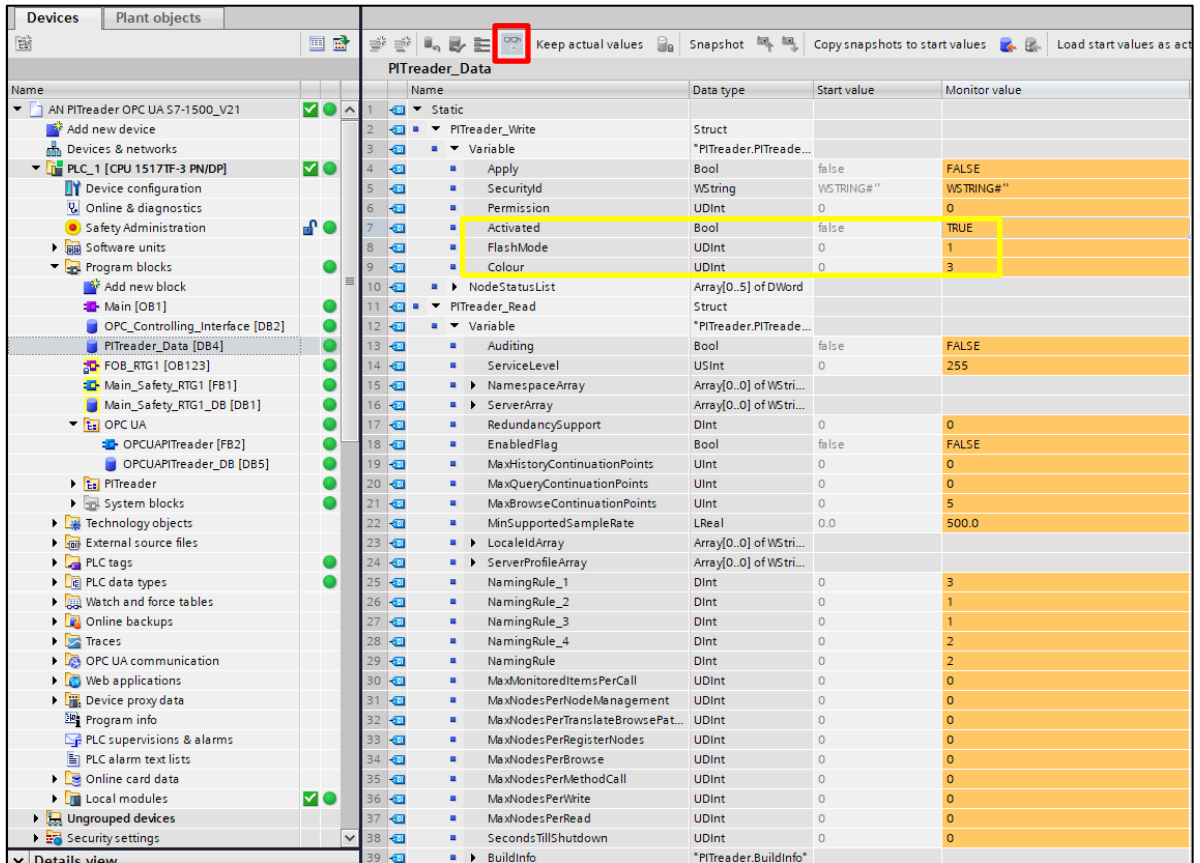 Devices Plant objects
Keep actual values Snapshot Copy snapshots to start values Load start values as act
PITreader_Data
Name
AN PITreader OPC UA S7-1500_V21
Add new device
Devices & networks
PLC_1 [CPU 1517TF-3 PN/DP]
Device configuration
Online & diagnostics
Safety Administration
Software units
Program blocks
Add new block
Main [OB1]
OPC_Controlling_Interface [DB2]
PITreader_Data [DB4]
FOB_RTG1 [OB123]
Main_Safety_RTG1 [FB1]
Main_Safety_RTG1_DB [DB1]
OPC UA
OPCUAPITreader [FB2]
OPCUAPITreader_DB [DB5]
PITreader
System blocks
Technology objects
External source files
PLC tags
PLC data types
Watch and force tables
Online backups
Traces
OPC UA communication
Web applications
Device proxy data
Program info
PLC supervisions & alarms
PLC alarm text lists
Online card data
Local modules
Ungrouped devices
Security settings
Details view
Name Data type Start value Monitor value
1 Static
2 PITreader_Write Struct
3 Variable "PITreader.PITreade...
4 Apply Bool false FALSE
5 SecurityId WString WSTRING#'' WSTRING#''
6 Permission UDInt 0 0
7 Activated Bool false TRUE
8 FlashMode UDInt 0 1
9 Colour UDInt 0 3
10 NodeStatusList Array[0..5] of DWord
11 PITreader_Read Struct
12 Variable "PITreader.PITreade...
13 Auditing Bool false FALSE
14 ServiceLevel USInt 0 255
15 NamespaceArray Array[0..0] of WStri...
16 ServerArray Array[0..0] of WStri...
17 RedundancySupport DInt 0 0
18 EnabledFlag Bool false FALSE
19 MaxHistoryContinuationPoints UInt 0 0
20 MaxQueryContinuationPoints UInt 0 0
21 MaxBrowseContinuationPoints UInt 0 5
22 MinSupportedSampleRate LReal 0.0 500.0
23 LocaleIdArray Array[0..0] of WStri...
24 ServerProfileArray Array[0..0] of WStri...
25 NamingRule_1 DInt 0 3
26 NamingRule_2 DInt 0 1
27 NamingRule_3 DInt 0 1
28 NamingRule_4 DInt 0 2
29 NamingRule DInt 0 2
30 MaxMonitoredItemsPerCall UDInt 0 0
31 MaxNodesPerNodeManagement UDInt 0 0
32 MaxNodesPerTranslateBrowsePat... UDInt 0 0
33 MaxNodesPerRegisterNodes UDInt 0 0
34 MaxNodesPerBrowse UDInt 0 0
35 MaxNodesPerMethodCall UDInt 0 0
36 MaxNodesPerWrite UDInt 0 0
37 MaxNodesPerRead UDInt 0 0
38 SecondsTillShutdown UDInt 0 0
39 BuildInfo "PITreader.BuildInfo"